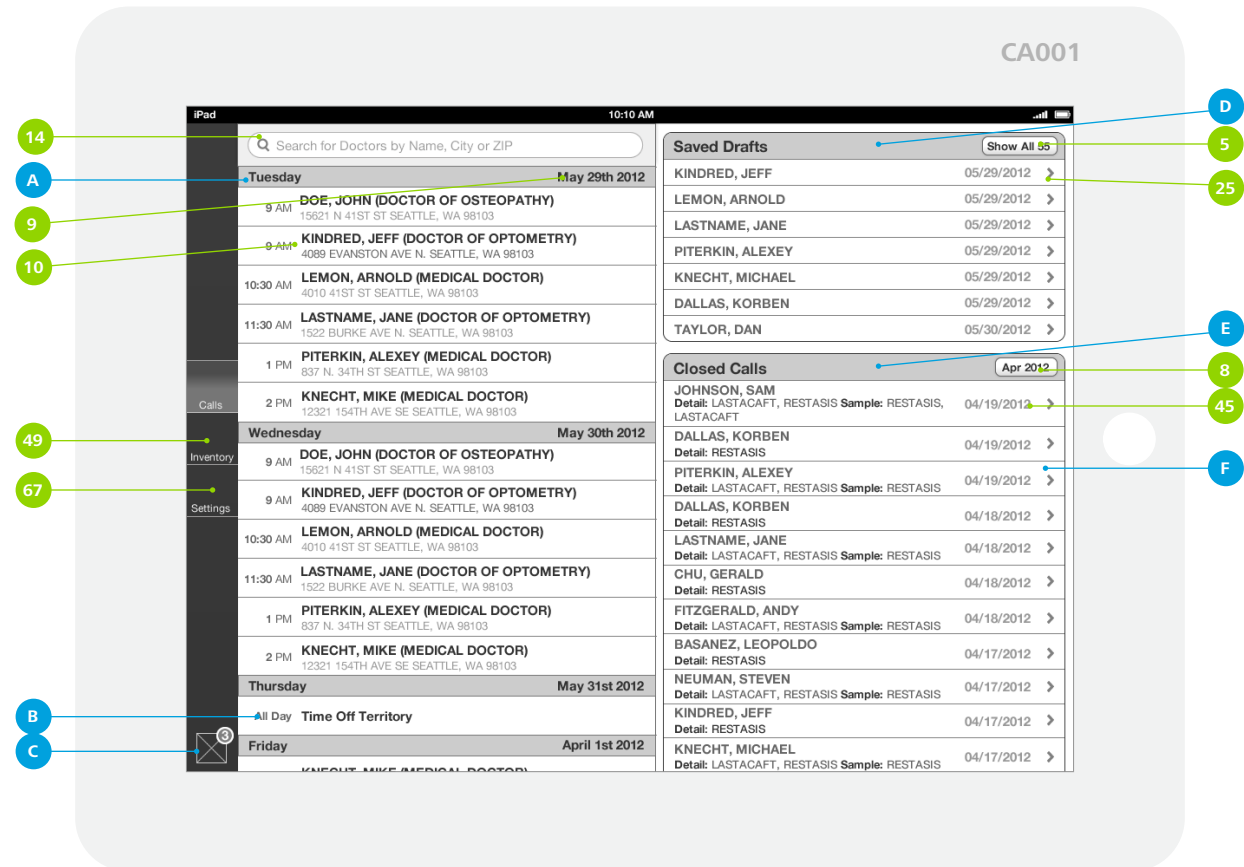 CA001
iPad 10:10 AM
14
A
9
10
49
67
B
C
Calls
Inventory
Settings
3
Search for Doctors by Name, City or ZIP
Tuesday May 29th 2012
9 AM DOE, JOHN (DOCTOR OF OSTEOPATHY)
15621 N 41ST ST SEATTLE, WA 98103
9 AM KINDRED, JEFF (DOCTOR OF OPTOMETRY)
4089 EVANSTON AVE N. SEATTLE, WA 98103
10:30 AM LEMON, ARNOLD (MEDICAL DOCTOR)
4010 41ST ST SEATTLE, WA 98103
11:30 AM LASTNAME, JANE (DOCTOR OF OPTOMETRY)
1522 BURKE AVE N. SEATTLE, WA 98103
1 PM PITERKIN, ALEXEY (MEDICAL DOCTOR)
837 N. 34TH ST SEATTLE, WA 98103
2 PM KNECHT, MIKE (MEDICAL DOCTOR)
12321 154TH AVE SE SEATTLE, WA 98103
Wednesday May 30th 2012
9 AM DOE, JOHN (DOCTOR OF OSTEOPATHY)
15621 N 41ST ST SEATTLE, WA 98103
9 AM KINDRED, JEFF (DOCTOR OF OPTOMETRY)
4089 EVANSTON AVE N. SEATTLE, WA 98103
10:30 AM LEMON, ARNOLD (MEDICAL DOCTOR)
4010 41ST ST SEATTLE, WA 98103
11:30 AM LASTNAME, JANE (DOCTOR OF OPTOMETRY)
1522 BURKE AVE N. SEATTLE, WA 98103
1 PM PITERKIN, ALEXEY (MEDICAL DOCTOR)
837 N. 34TH ST SEATTLE, WA 98103
2 PM KNECHT, MIKE (MEDICAL DOCTOR)
12321 154TH AVE SE SEATTLE, WA 98103
Thursday May 31st 2012
All Day Time Off Territory
Friday April 1st 2012
KNECHT, MIKE (MEDICAL DOCTOR)
Saved Drafts Show All 55
KINDRED, JEFF 05/29/2012
LEMON, ARNOLD 05/29/2012
LASTNAME, JANE 05/29/2012
PITERKIN, ALEXEY 05/29/2012
KNECHT, MICHAEL 05/29/2012
DALLAS, KORBEN 05/29/2012
TAYLOR, DAN 05/30/2012
Closed Calls Apr 2012
JOHNSON, SAM
Detail: LASTACAFT, RESTASIS Sample: RESTASIS, 04/19/2012
LASTACAFT
DALLAS, KORBEN 04/19/2012
Detail: RESTASIS
PITERKIN, ALEXEY 04/19/2012
Detail: LASTACAFT, RESTASIS Sample: RESTASIS
DALLAS, KORBEN 04/18/2012
Detail: RESTASIS
LASTNAME, JANE 04/18/2012
Detail: LASTACAFT, RESTASIS Sample: RESTASIS
CHU, GERALD 04/18/2012
Detail: RESTASIS
FITZGERALD, ANDY 04/18/2012
Detail: LASTACAFT, RESTASIS Sample: RESTASIS
BASANEZ, LEOPOLDO 04/17/2012
Detail: RESTASIS
NEUMAN, STEVEN 04/17/2012
Detail: LASTACAFT, RESTASIS Sample: RESTASIS
KINDRED, JEFF 04/17/2012
Detail: RESTASIS
KNECHT, MICHAEL 04/17/2012
Detail: LASTACAFT, RESTASIS Sample: RESTASIS
D
5
25
E
8
45
F